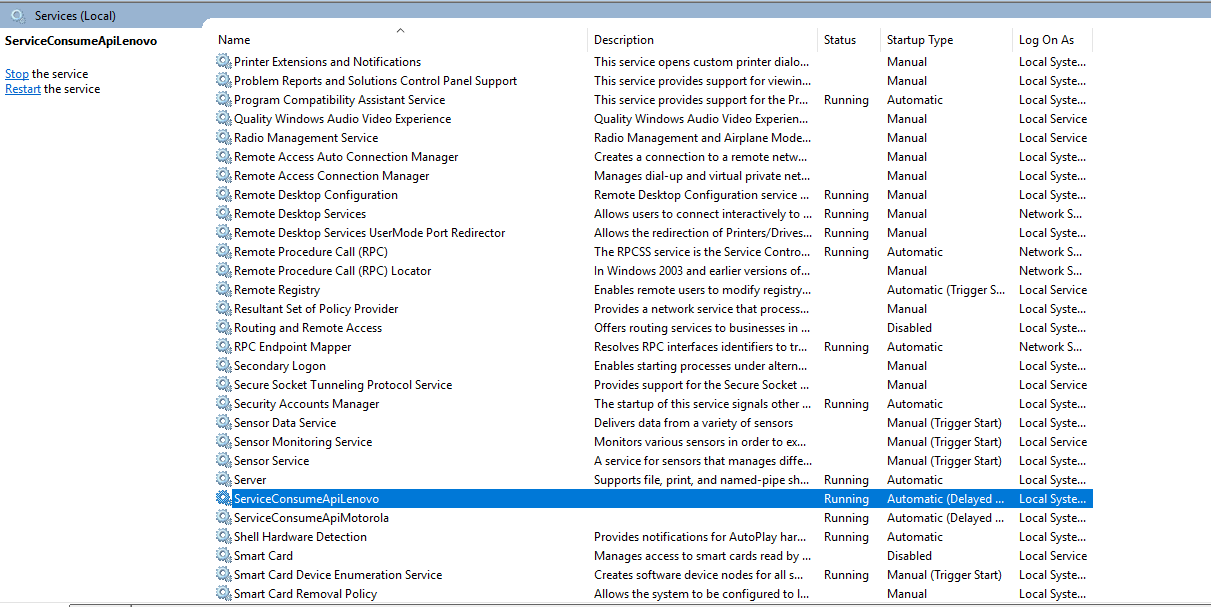 Services (Local)
ServiceConsumeApiLenovo
Stop the service
Restart the service
Name Description Status Startup Type Log On As
Printer Extensions and Notifications This service opens custom printer dialo... Manual Local Syste...
Problem Reports and Solutions Control Panel Support This service provides support for viewin... Manual Local Syste...
Program Compatibility Assistant Service This service provides support for the Pr... Running Automatic Local Syste...
Quality Windows Audio Video Experience Quality Windows Audio Video Experien... Manual Local Service
Radio Management Service Radio Management and Airplane Mode... Manual Local Service
Remote Access Auto Connection Manager Creates a connection to a remote netw... Manual Local Syste...
Remote Access Connection Manager Manages dial-up and virtual private net... Manual Local Syste...
Remote Desktop Configuration Remote Desktop Configuration service ... Running Manual Local Syste...
Remote Desktop Services Allows users to connect interactively to ... Running Manual Network S...
Remote Desktop Services UserMode Port Redirector Allows the redirection of Printers/Drives... Running Manual Local Syste...
Remote Procedure Call (RPC) The RPCSS service is the Service Contro... Running Automatic Network S...
Remote Procedure Call (RPC) Locator In Windows 2003 and earlier versions of... Manual Network S...
Remote Registry Enables remote users to modify registry... Automatic (Trigger S... Local Service
Resultant Set of Policy Provider Provides a network service that process... Manual Local Syste...
Routing and Remote Access Offers routing services to businesses in ... Disabled Local Syste...
RPC Endpoint Mapper Resolves RPC interfaces identifiers to tr... Running Automatic Network S...
Secondary Logon Enables starting processes under altern... Manual Local Syste...
Secure Socket Tunneling Protocol Service Provides support for the Secure Socket ... Manual Local Service
Security Accounts Manager The startup of this service signals other ... Running Automatic Local Syste...
Sensor Data Service Delivers data from a variety of sensors Manual (Trigger Start) Local Syste...
Sensor Monitoring Service Monitors various sensors in order to ex... Manual (Trigger Start) Local Service
Sensor Service A service for sensors that manages diffe... Manual (Trigger Start) Local Syste...
Server Supports file, print, and named-pipe sh... Running Automatic Local Syste...
ServiceConsumeApiLenovo Running Automatic (Delayed ... Local Syste...
ServiceConsumeApiMotorola Running Automatic (Delayed ... Local Syste...
Shell Hardware Detection Provides notifications for AutoPlay har... Running Automatic Local Syste...
Smart Card Manages access to smart cards read by ... Disabled Local Service
Smart Card Device Enumeration Service Creates software device nodes for all s... Running Manual (Trigger Start) Local Syste...
Smart Card Removal Policy Allows the system to be configured to l... Manual Local Syste...